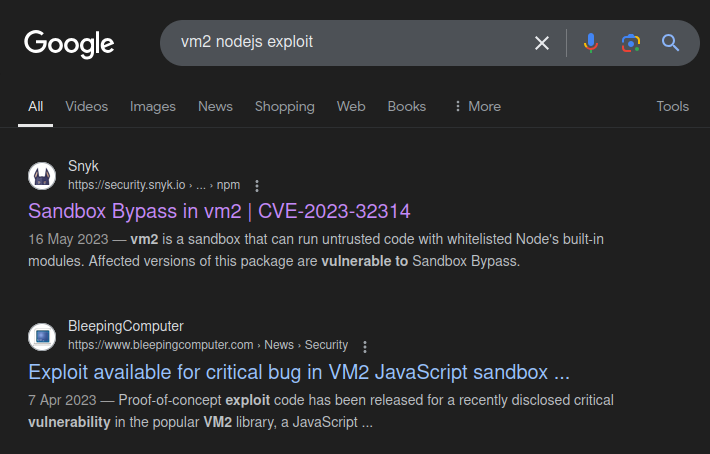 Google
vm2 nodejs exploit
All Videos Images News Shopping Web Books More Tools
Snyk
https://security.snyk.io › ... › npm
Sandbox Bypass in vm2 | CVE-2023-32314
16 May 2023 — vm2 is a sandbox that can run untrusted code with whitelisted Node's built-in
modules. Affected versions of this package are vulnerable to Sandbox Bypass.
BleepingComputer
https://www.bleepingcomputer.com › News › Security
Exploit available for critical bug in VM2 JavaScript sandbox ...
7 Apr 2023 — Proof-of-concept exploit code has been released for a recently disclosed critical
vulnerability in the popular VM2 library, a JavaScript ...